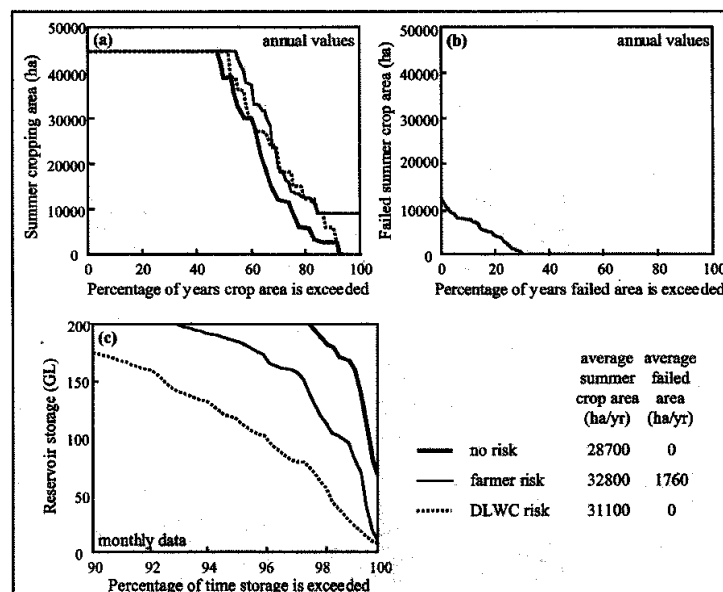 (a) annual values
Summer cropping area (ha)
50000
40000
30000
20000
10000
0
0 20 40 60 80 100
Percentage of years crop area is exceeded
(b) annual values
Failed summer crop area (ha)
50000
40000
30000
20000
10000
0
0 20 40 60 80 100
Percentage of years failed area is exceeded
(c)
Reservoir storage (GL)
200
150
100
50
0
monthly data
90 92 94 96 98 100
Percentage of time storage is exceeded
average average
summer failed
crop area area
(ha/yr) (ha/yr)
no risk 28700 0
farmer risk 32800 1760
DLWC risk 31100 0